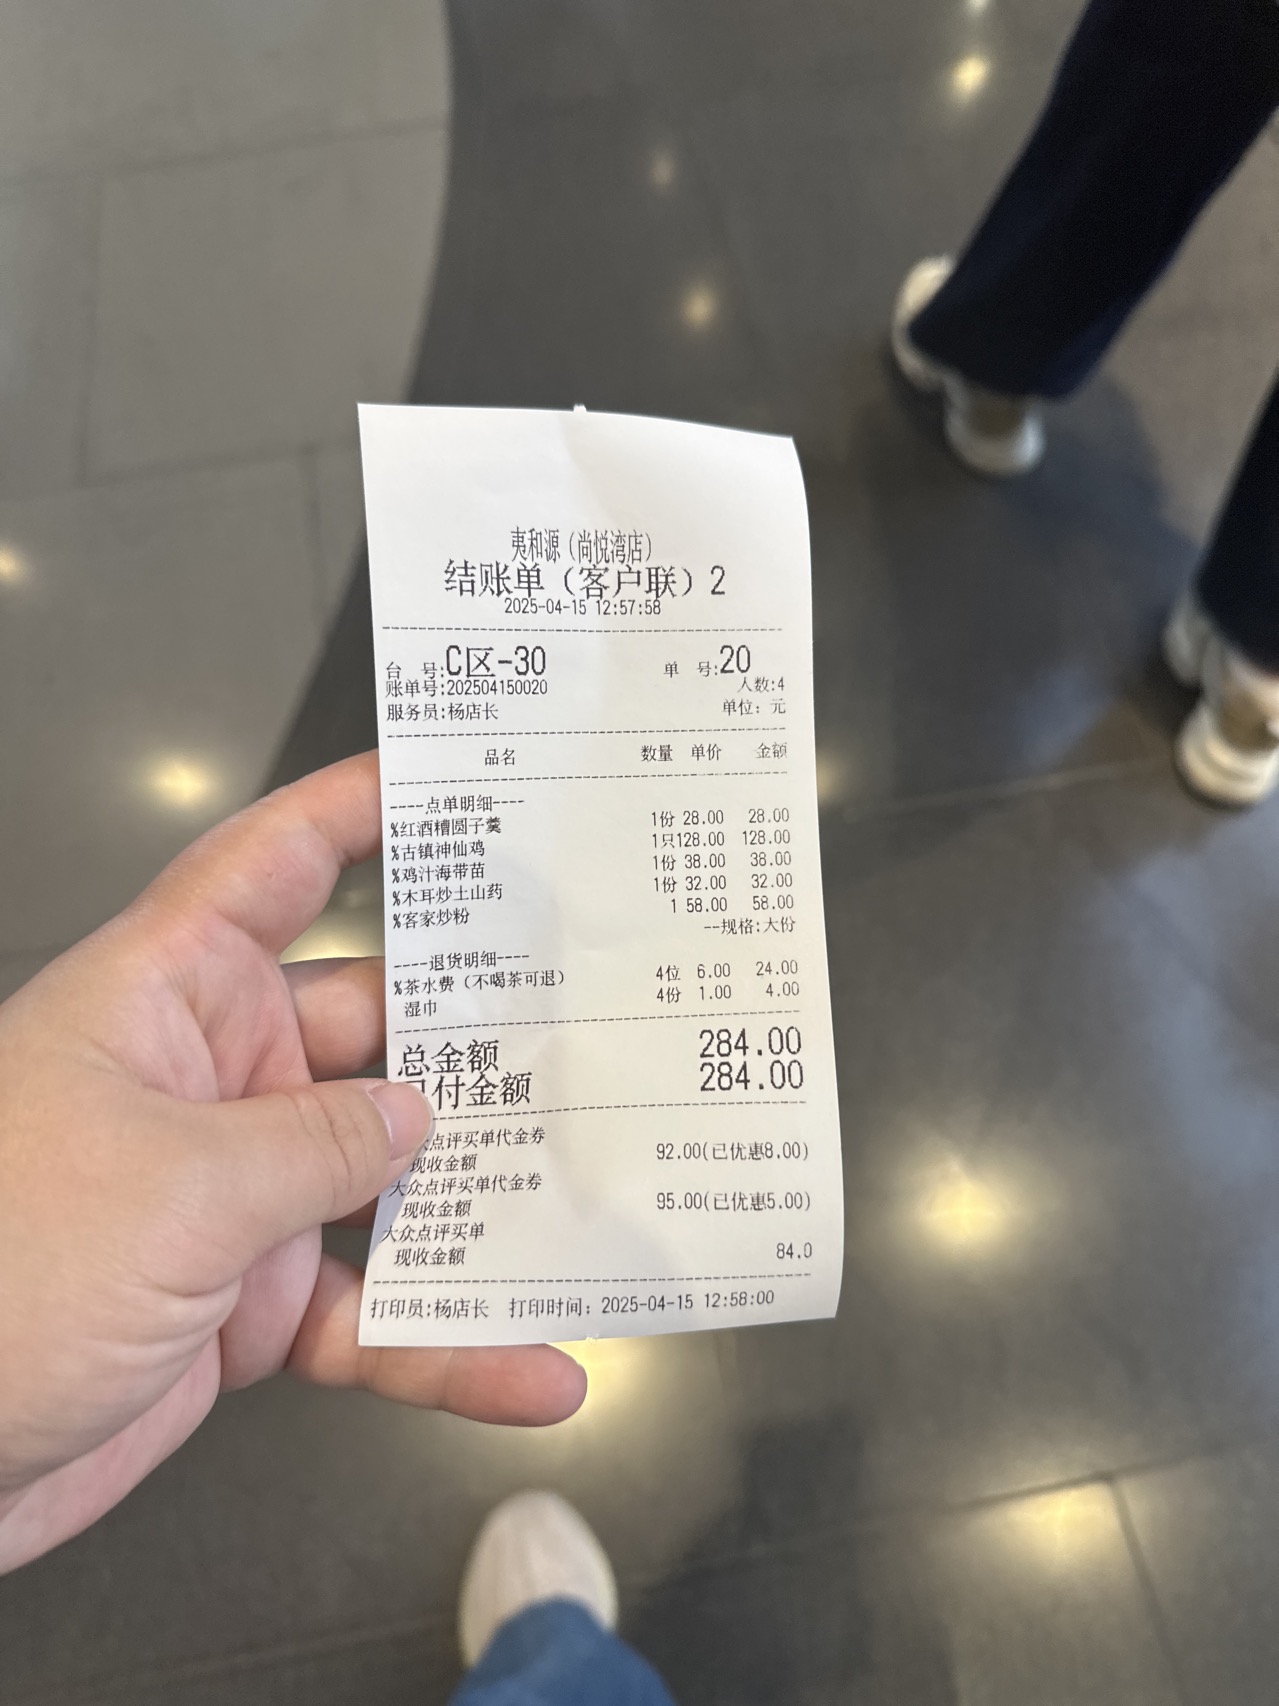 夷和源（尚悦湾店）
结账单（客户联）2
2025-04-15 12:57:58
台 号:C区-30 单 号:20
账单号:202504150020 人数:4
服务员:杨店长 单位：元
品名 数量 单价 金额
----点单明细----
%红酒糟圆子羹 1份 28.00 28.00
%古镇神仙鸡 1只128.00 128.00
%鸡汁海带苗 1份 38.00 38.00
%木耳炒土山药 1份 32.00 32.00
%客家炒粉 1 58.00 58.00
--规格:大份
----退货明细----
%茶水费（不喝茶可退） 4位 6.00 24.00
湿巾 4份 1.00 4.00
总金额 284.00
付金额 284.00
点评买单代金券
现收金额 92.00(已优惠8.00)
大众点评买单代金券
现收金额 95.00(已优惠5.00)
大众点评买单
现收金额 84.0
打印员:杨店长 打印时间：2025-04-15 12:58:00